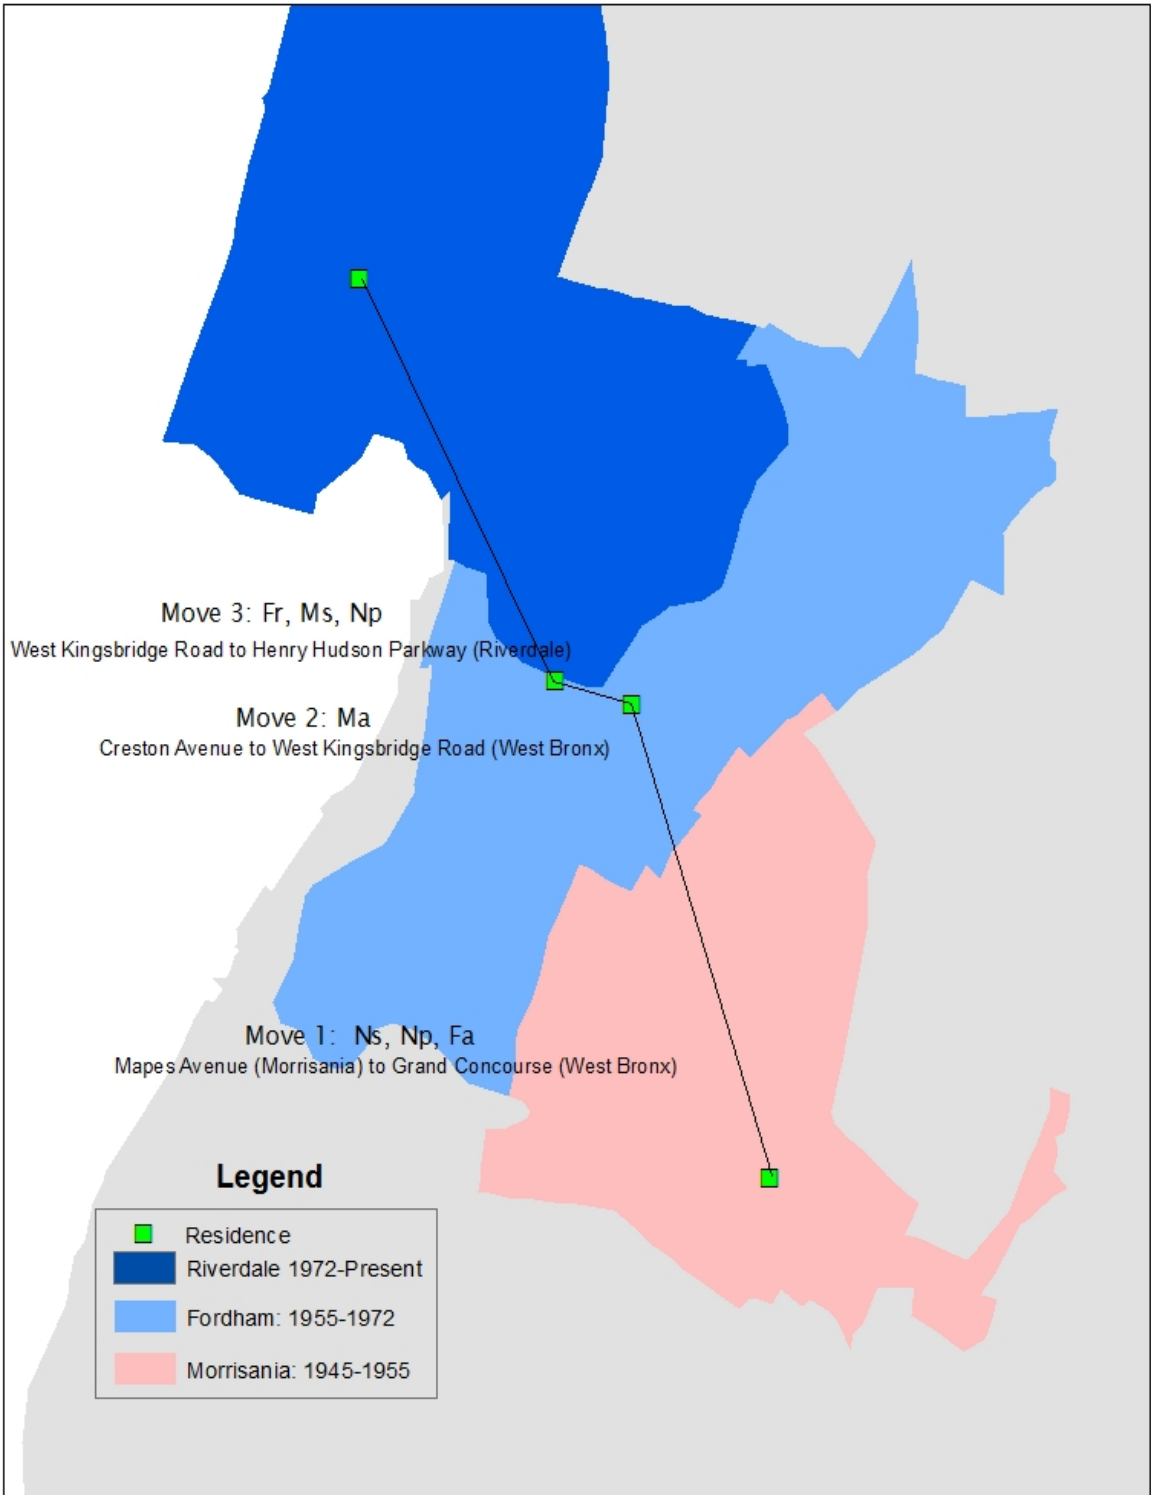 Move 3: Fr, Ms, Np
West Kingsbridge Road to Henry Hudson Parkway (Riverdale)
Move 2: Ma
Creston Avenue to West Kingsbridge Road (West Bronx)
Move 1: Ns, Np, Fa
Mapes Avenue (Morrisania) to Grand Concourse (West Bronx)
Legend
Residence
Riverdale 1972-Present
Fordham: 1955-1972
Morrisania: 1945-1955